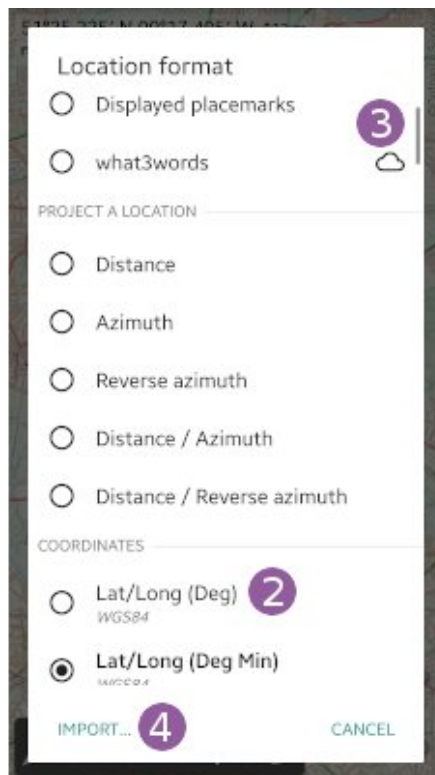 Location format
Displayed placemarks
3
what3words
PROJECT A LOCATION
Distance
Azimuth
Reverse azimuth
Distance / Azimuth
Distance / Reverse azimuth
COORDINATES
Lat/Long (Deg) 2
WGS84
Lat/Long (Deg Min)
WGS84
IMPORT... 4 CANCEL